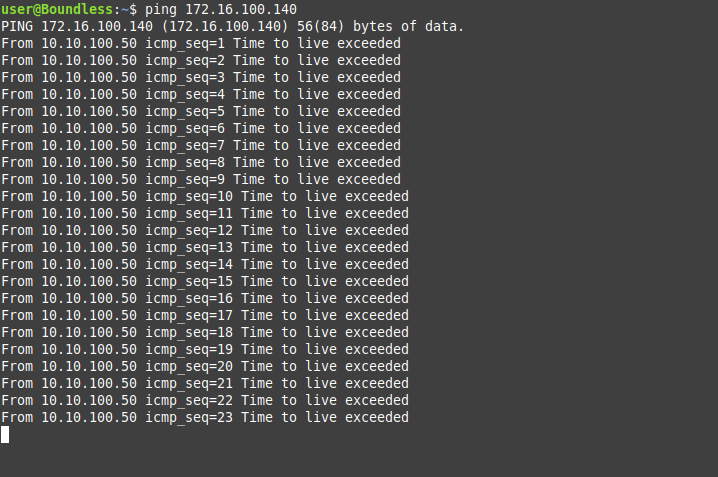 user@Boundless:~$ ping 172.16.100.140
PING 172.16.100.140 (172.16.100.140) 56(84) bytes of data.
From 10.10.100.50 icmp_seq=1 Time to live exceeded
From 10.10.100.50 icmp_seq=2 Time to live exceeded
From 10.10.100.50 icmp_seq=3 Time to live exceeded
From 10.10.100.50 icmp_seq=4 Time to live exceeded
From 10.10.100.50 icmp_seq=5 Time to live exceeded
From 10.10.100.50 icmp_seq=6 Time to live exceeded
From 10.10.100.50 icmp_seq=7 Time to live exceeded
From 10.10.100.50 icmp_seq=8 Time to live exceeded
From 10.10.100.50 icmp_seq=9 Time to live exceeded
From 10.10.100.50 icmp_seq=10 Time to live exceeded
From 10.10.100.50 icmp_seq=11 Time to live exceeded
From 10.10.100.50 icmp_seq=12 Time to live exceeded
From 10.10.100.50 icmp_seq=13 Time to live exceeded
From 10.10.100.50 icmp_seq=14 Time to live exceeded
From 10.10.100.50 icmp_seq=15 Time to live exceeded
From 10.10.100.50 icmp_seq=16 Time to live exceeded
From 10.10.100.50 icmp_seq=17 Time to live exceeded
From 10.10.100.50 icmp_seq=18 Time to live exceeded
From 10.10.100.50 icmp_seq=19 Time to live exceeded
From 10.10.100.50 icmp_seq=20 Time to live exceeded
From 10.10.100.50 icmp_seq=21 Time to live exceeded
From 10.10.100.50 icmp_seq=22 Time to live exceeded
From 10.10.100.50 icmp_seq=23 Time to live exceeded